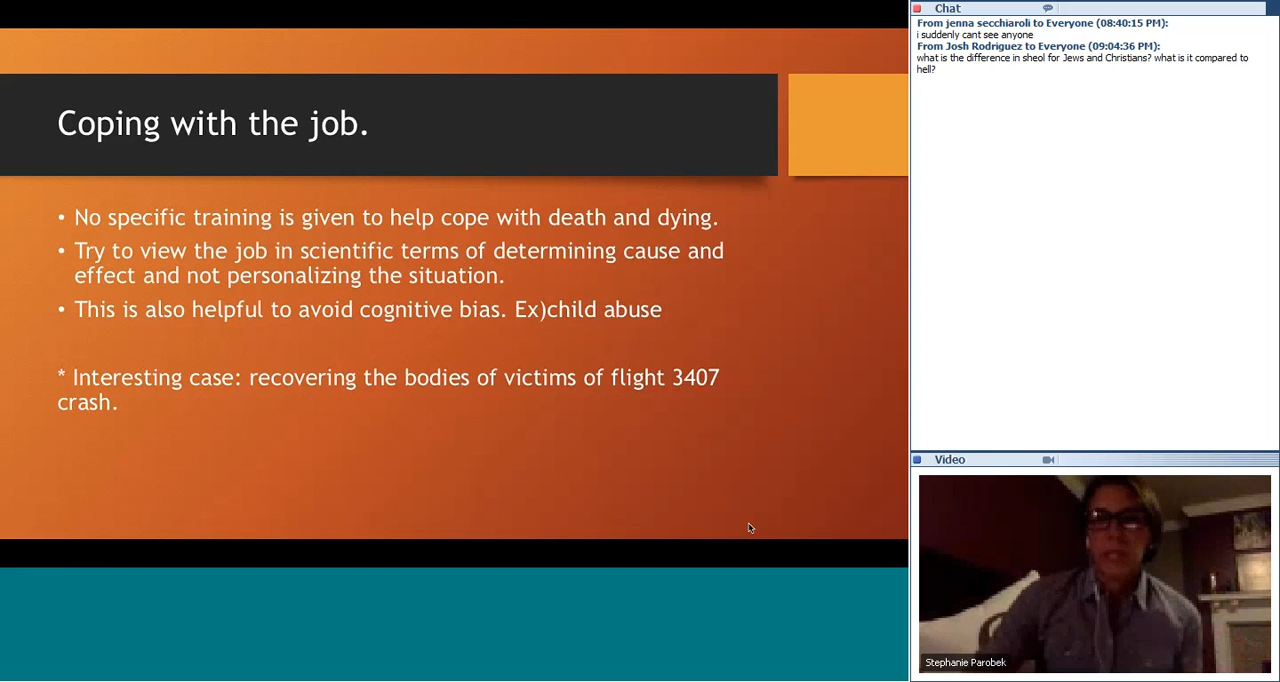 Coping with the job.
• No specific training is given to help cope with death and dying.
• Try to view the job in scientific terms of determining cause and
effect and not personalizing the situation.
• This is also helpful to avoid cognitive bias. Ex)child abuse
* Interesting case: recovering the bodies of victims of flight 3407
crash.
Chat
From jenna secchiaroli to Everyone (08:40:15 PM):
i suddenly cant see anyone
From Josh Rodriguez to Everyone (09:04:36 PM):
what is the difference in sheol for Jews and Christians? what is it compared to
hell?
Video
Stephanie Parobek